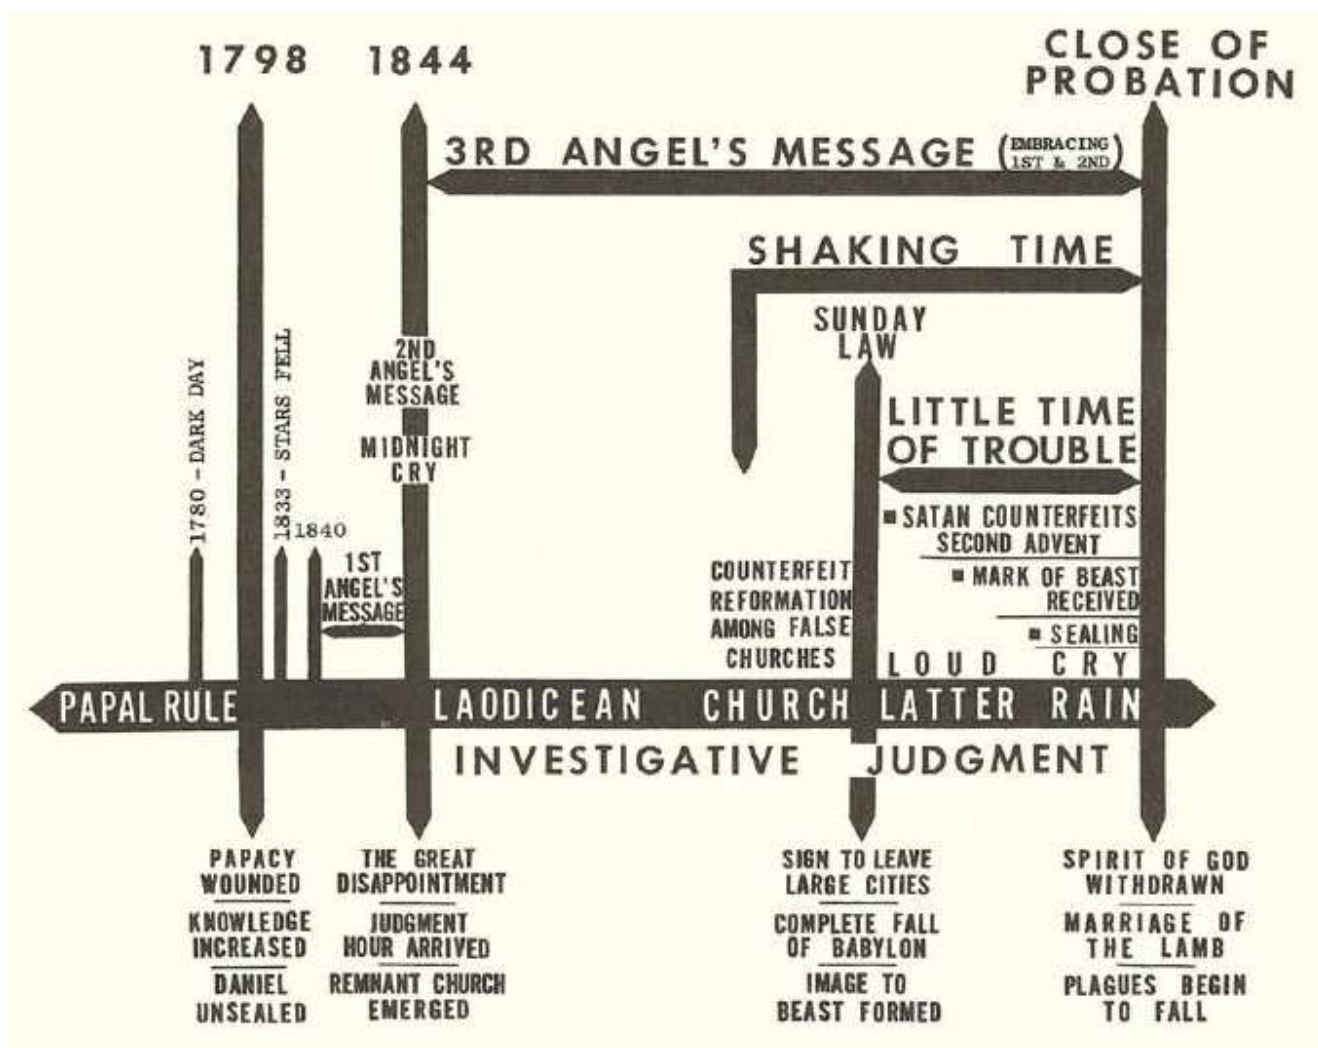 1798
1844
CLOSE OF
PROBATION
3RD ANGEL'S MESSAGE (EMBRACING
1ST & 2ND)
SHAKING TIME
SUNDAY
LAW
2ND
ANGEL'S
MESSAGE
MIDNIGHT
CRY
LITTLE TIME
OF TROUBLE
1780 - DARK DAY
1833 - STARS FELL
1840
1ST
ANGEL'S
MESSAGE
■ SATAN COUNTERFEITS
SECOND ADVENT
■ MARK OF BEAST
RECEIVED
■ SEALING
COUNTERFEIT
REFORMATION
AMONG FALSE
CHURCHES
LOUD CRY
PAPAL RULE
LAODICEAN CHURCH
LATTER RAIN
INVESTIGATIVE JUDGMENT
PAPACY
WOUNDED
KNOWLEDGE
INCREASED
DANIEL
UNSEALED
THE GREAT
DISAPPOINTMENT
JUDGMENT
HOUR ARRIVED
REMNANT CHURCH
EMERGED
SIGN TO LEAVE
LARGE CITIES
COMPLETE FALL
OF BABYLON
IMAGE TO
BEAST FORMED
SPIRIT OF GOD
WITHDRAWN
MARRIAGE OF
THE LAMB
PLAGUES BEGIN
TO FALL